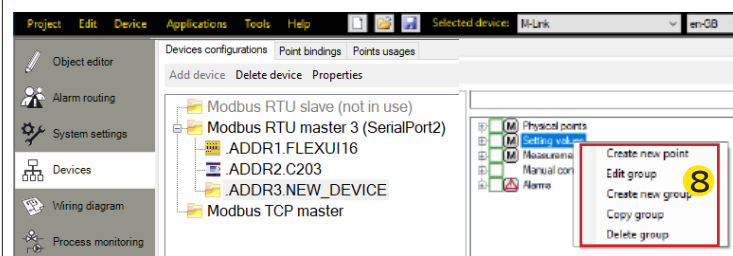 Project Edit Device Applications Tools Help Selected device: M-Link en-GB
Object editor
Alarm routing
System settings
Devices
Wiring diagram
Process monitoring
Devices configurations Point bindings Points usages
Add device Delete device Properties
Modbus RTU slave (not in use)
Modbus RTU master 3 (SerialPort2)
.ADDR1.FLEXUI16
.ADDR2.C203
.ADDR3.NEW_DEVICE
Modbus TCP master
M Physical points
M Setting values
M Measureme
Manual con
Alarms
Create new point
Edit group
Create new group
Copy group
Delete group
8